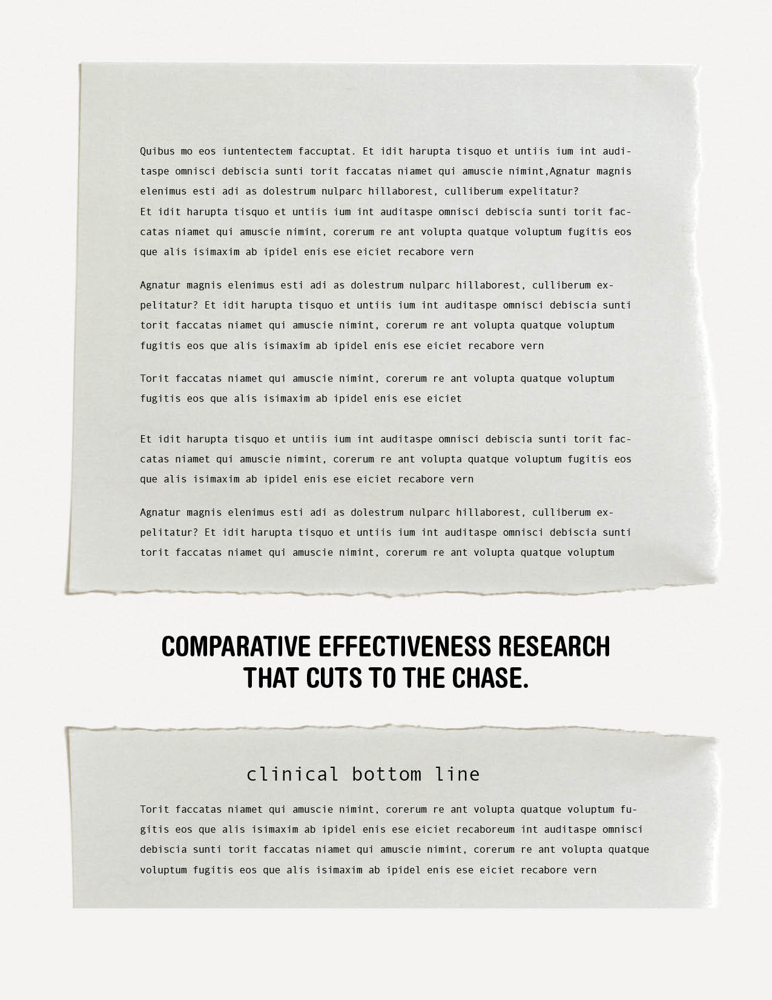 Quibus mo eos iuntentectem faccuptat. Et idit harupta tisquo et untiis ium int audi-
taspe omnisci debiscia sunti torit faccatas niamet qui amuscie nimint,Agnatur magnis
elenimus esti adi as dolestrum nulparc hillaborest, culliberum expelitatur?
Et idit harupta tisquo et untiis ium int auditaspe omnisci debiscia sunti torit fac-
catas niamet qui amuscie nimint, corerum re ant volupta quatque voluptum fugitis eos
que alis isimaxim ab ipidel enis ese eiciet recabore vern
Agnatur magnis elenimus esti adi as dolestrum nulparc hillaborest, culliberum ex-
pelitatur? Et idit harupta tisquo et untiis ium int auditaspe omnisci debiscia sunti
torit faccatas niamet qui amuscie nimint, corerum re ant volupta quatque voluptum
fugitis eos que alis isimaxim ab ipidel enis ese eiciet recabore vern
Torit faccatas niamet qui amuscie nimint, corerum re ant volupta quatque voluptum
fugitis eos que alis isimaxim ab ipidel enis ese eiciet
Et idit harupta tisquo et untiis ium int auditaspe omnisci debiscia sunti torit fac-
catas niamet qui amuscie nimint, corerum re ant volupta quatque voluptum fugitis eos
que alis isimaxim ab ipidel enis ese eiciet recabore vern
Agnatur magnis elenimus esti adi as dolestrum nulparc hillaborest, culliberum ex-
pelitatur? Et idit harupta tisquo et untiis ium int auditaspe omnisci debiscia sunti
torit faccatas niamet qui amuscie nimint, corerum re ant volupta quatque voluptum
COMPARATIVE EFFECTIVENESS RESEARCH
THAT CUTS TO THE CHASE.
clinical bottom line
Torit faccatas niamet qui amuscie nimint, corerum re ant volupta quatque voluptum fu-
gitis eos que alis isimaxim ab ipidel enis ese eiciet recaboreum int auditaspe omnisci
debiscia sunti torit faccatas niamet qui amuscie nimint, corerum re ant volupta quatque
voluptum fugitis eos que alis isimaxim ab ipidel enis ese eiciet recabore vern